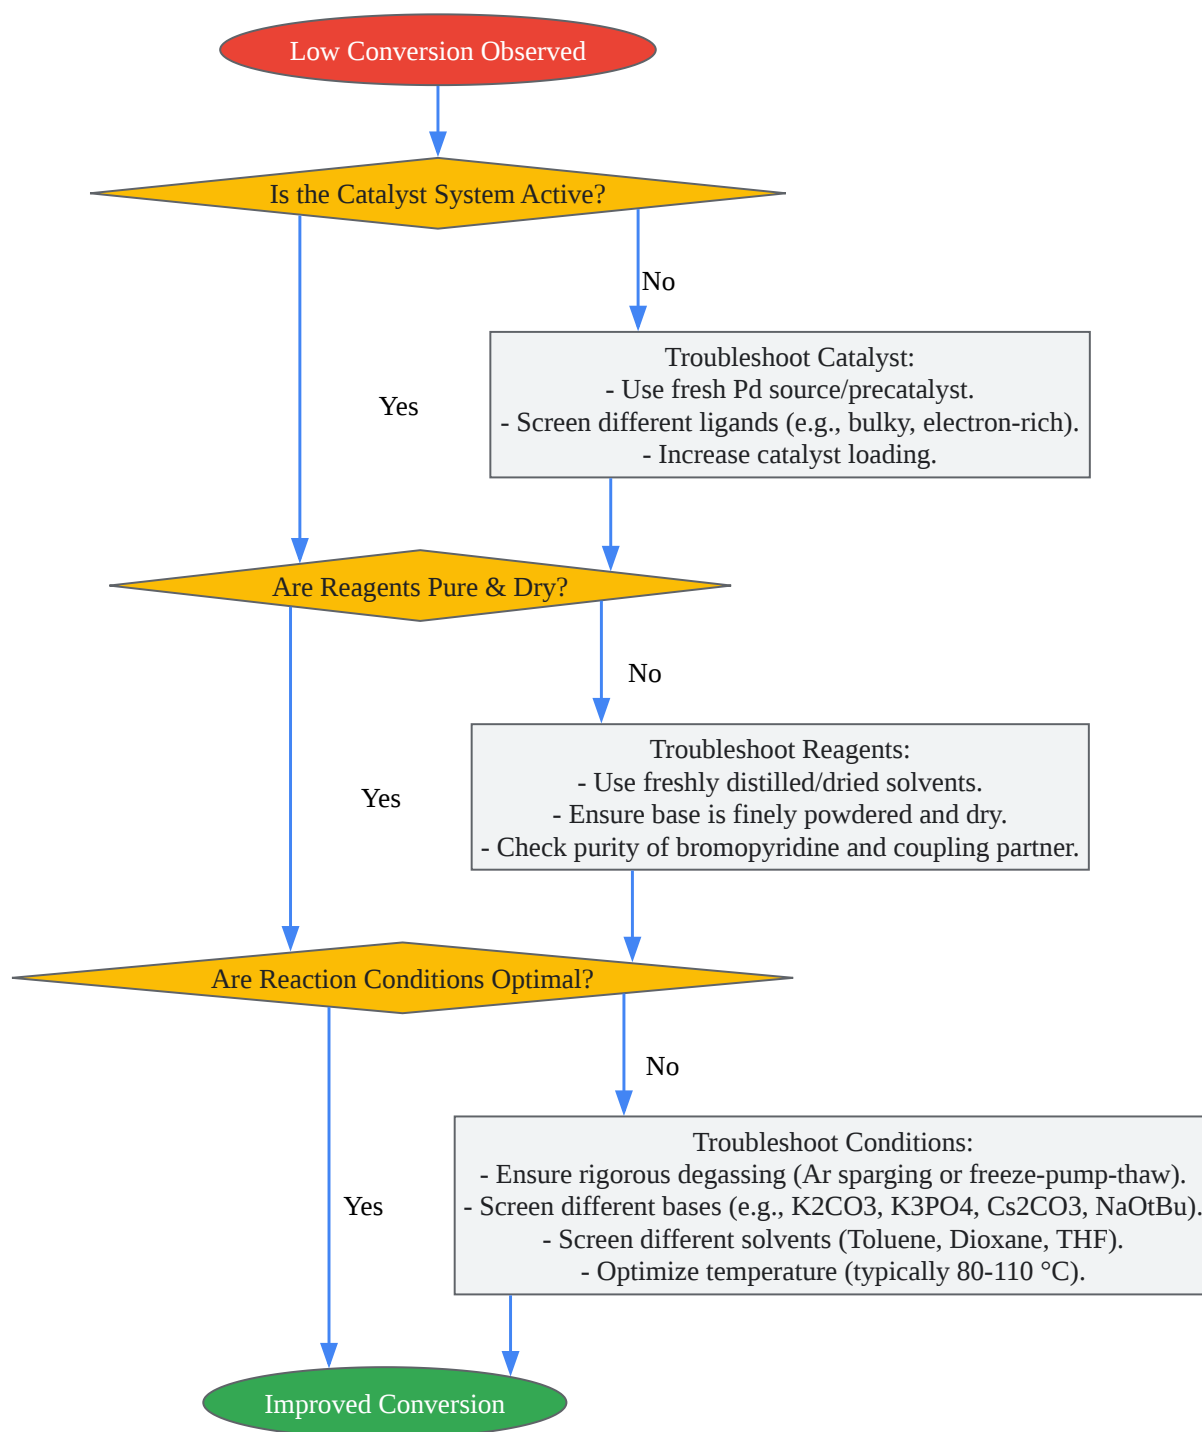 Low Conversion Observed
Is the Catalyst System Active?
No
Troubleshoot Catalyst:
- Use fresh Pd source/precatalyst.
- Screen different ligands (e.g., bulky, electron-rich).
- Increase catalyst loading.
Yes
Are Reagents Pure & Dry?
No
Troubleshoot Reagents:
- Use freshly distilled/dried solvents.
- Ensure base is finely powdered and dry.
- Check purity of bromopyridine and coupling partner.
Yes
Are Reaction Conditions Optimal?
No
Troubleshoot Conditions:
- Ensure rigorous degassing (Ar sparging or freeze-pump-thaw).
- Screen different bases (e.g., K2CO3, K3PO4, Cs2CO3, NaOtBu).
- Screen different solvents (Toluene, Dioxane, THF).
- Optimize temperature (typically 80-110 °C).
Yes
Improved Conversion